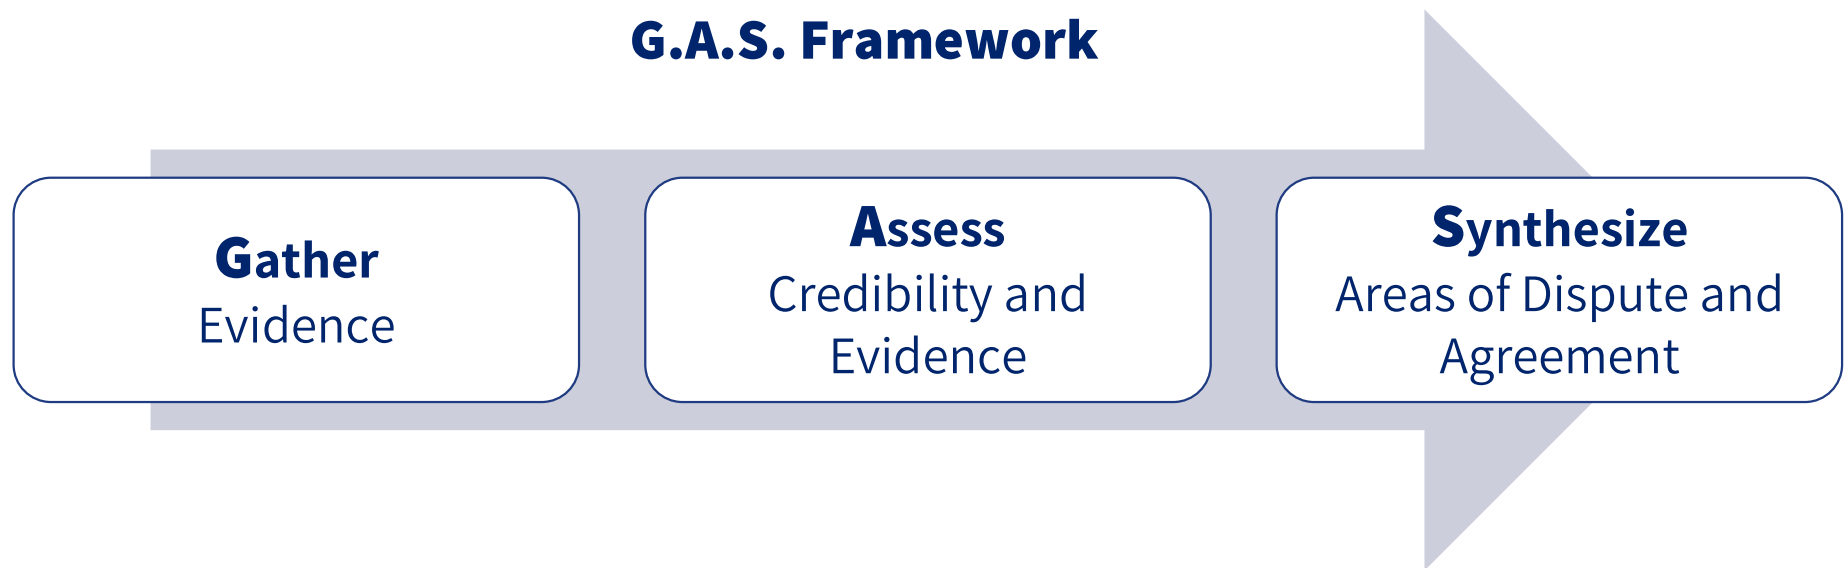 G.A.S. Framework
Gather
Evidence
Assess
Credibility and
Evidence
Synthesize
Areas of Dispute and
Agreement